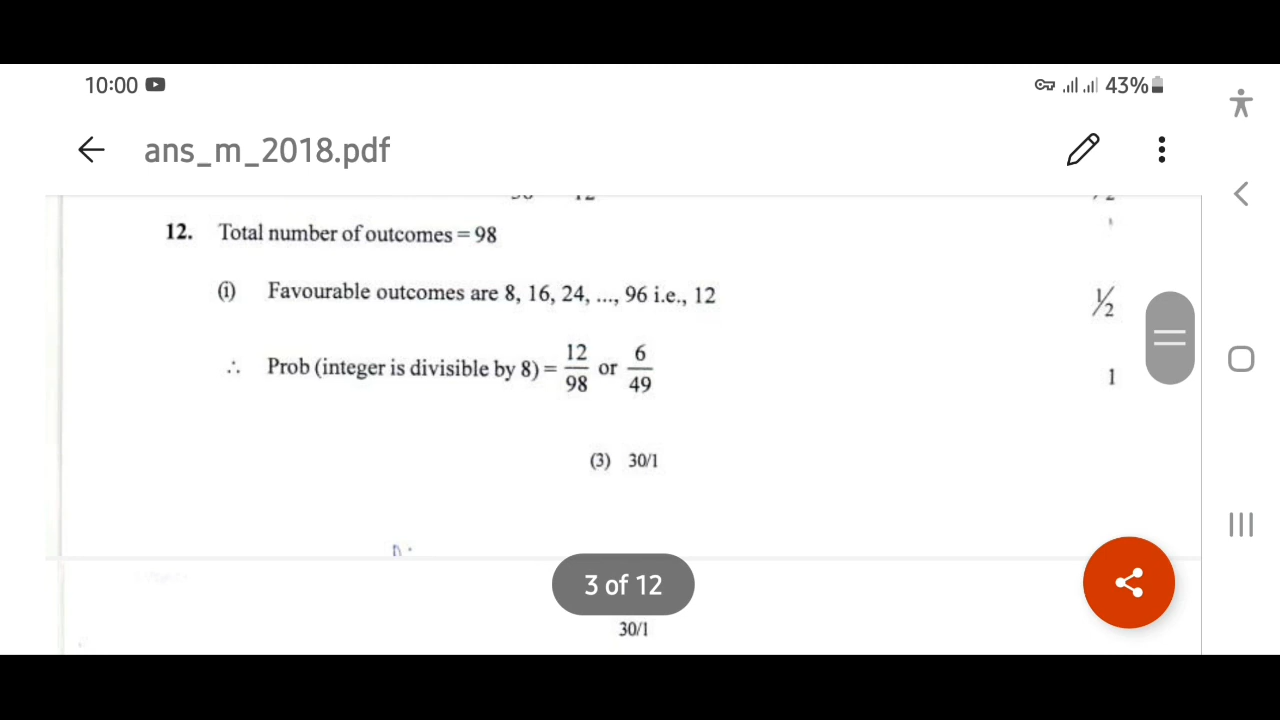 10:00
43%
ans_m_2018.pdf
12. Total number of outcomes = 98
(i) Favourable outcomes are 8, 16, 24, ..., 96 i.e., 12
1/2
∴ Prob (integer is divisible by 8) = 12/98 or 6/49
1
(3) 30/1
3 of 12
30/1